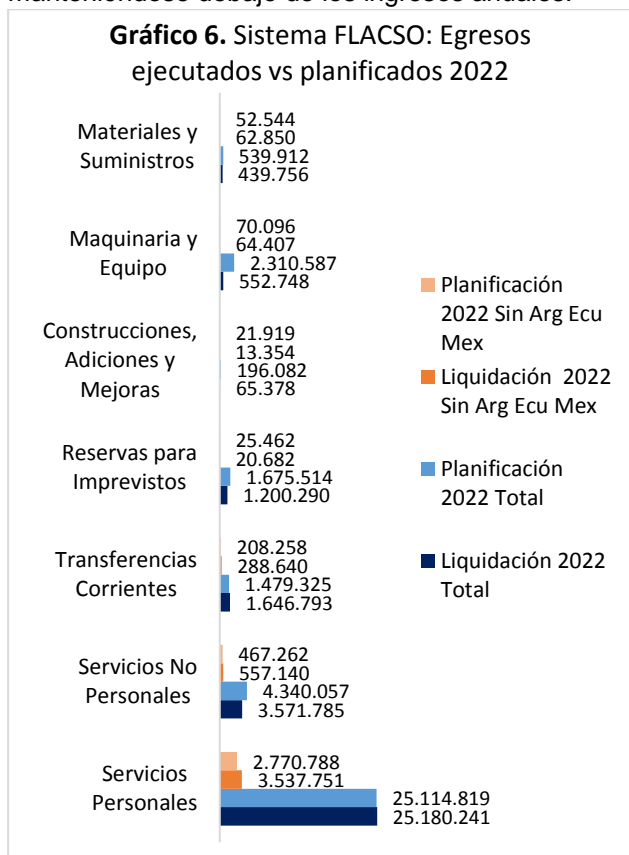 manteniéndose debajo de los ingresos anuales.
Gráfico 6. Sistema FLACSO: Egresos
ejecutados vs planificados 2022
Materiales y
Suministros
52.544
62.850
539.912
439.756
Maquinaria y
Equipo
70.096
64.407
2.310.587
552.748
Construcciones,
Adiciones y
Mejoras
21.919
13.354
196.082
65.378
Reservas para
Imprevistos
25.462
20.682
1.675.514
1.200.290
Transferencias
Corrientes
208.258
288.640
1.479.325
1.646.793
Servicios No
Personales
467.262
557.140
4.340.057
3.571.785
Servicios
Personales
2.770.788
3.537.751
25.114.819
25.180.241
Planificación
2022 Sin Arg Ecu
Mex
Liquidación 2022
Sin Arg Ecu Mex
Planificación
2022 Total
Liquidación 2022
Total